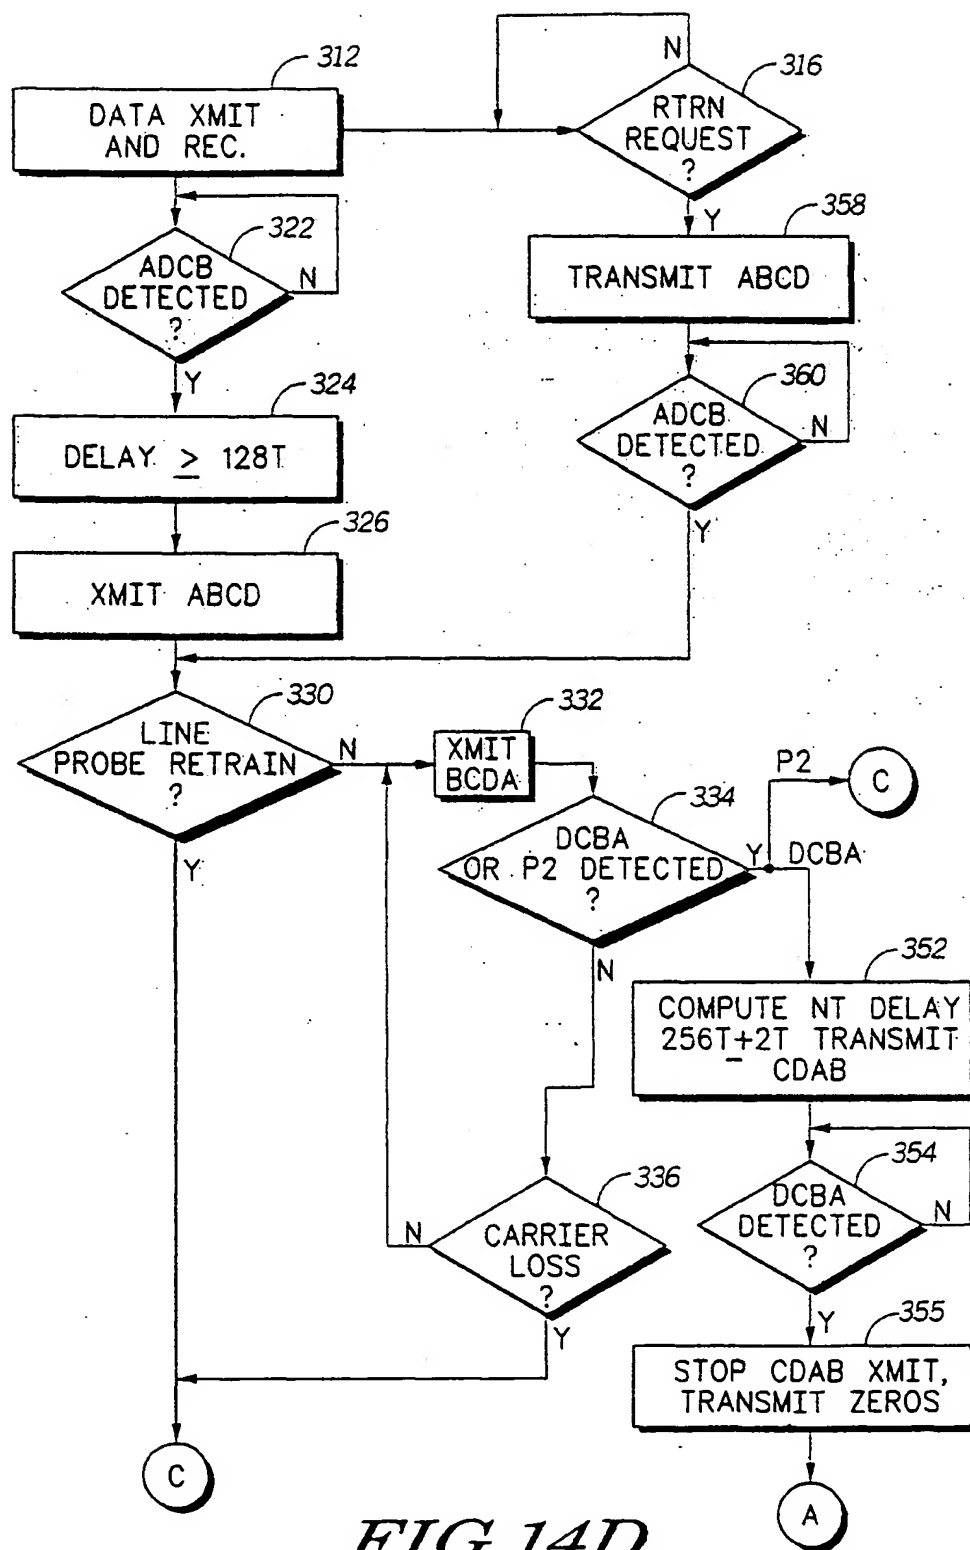 312
DATA XMIT
AND REC.
N
316
RTRN
REQUEST
?
Y
358
TRANSMIT ABCD
322
ADCB
DETECTED
?
N
Y
324
DELAY ≥ 128T
360
ADCB
DETECTED
?
N
Y
326
XMIT ABCD
330
LINE
PROBE RETRAIN
?
N
Y
332
XMIT
BCDA
334
DCBA
OR P2 DETECTED
?
Y
P2
C
DCBA
N
352
COMPUTE NT DELAY
256T±2T TRANSMIT
CDAB
354
DCBA
DETECTED
?
N
Y
336
CARRIER
LOSS
?
N
Y
355
STOP CDAB XMIT,
TRANSMIT ZEROS
C
A
FIG.14D